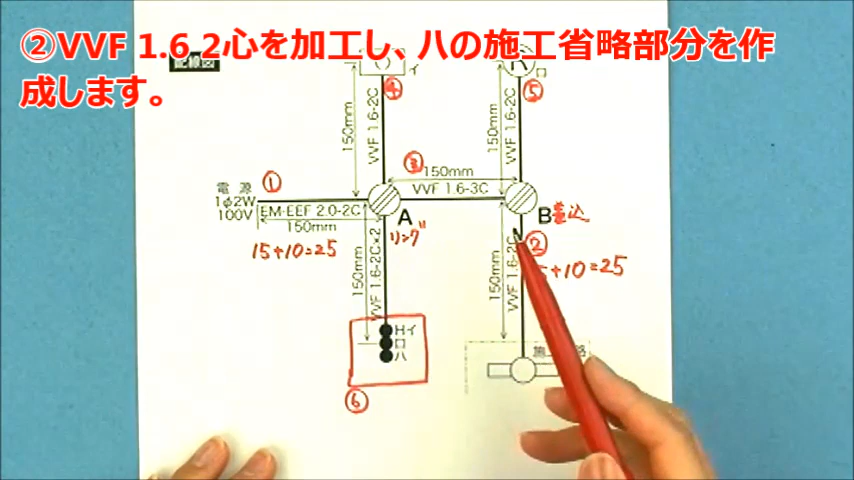 ②VVF 1.6 2心を加工し、ハの施工省略部分を作
成します。
イ
ロ
④
⑤
150mm
VVF 1.6-2C
150mm
VVF 1.6-2C
③
150mm
VVF 1.6-3C
電源
1φ2W
100V
①
EM-EEF 2.0-2C
150mm
15+10=25
A
リング
B
差込
②
150mm
VVF 1.6-2C×2
150mm
VVF 1.6-2C
+10=25
Hイ
ロ
ハ
⑥
施
略